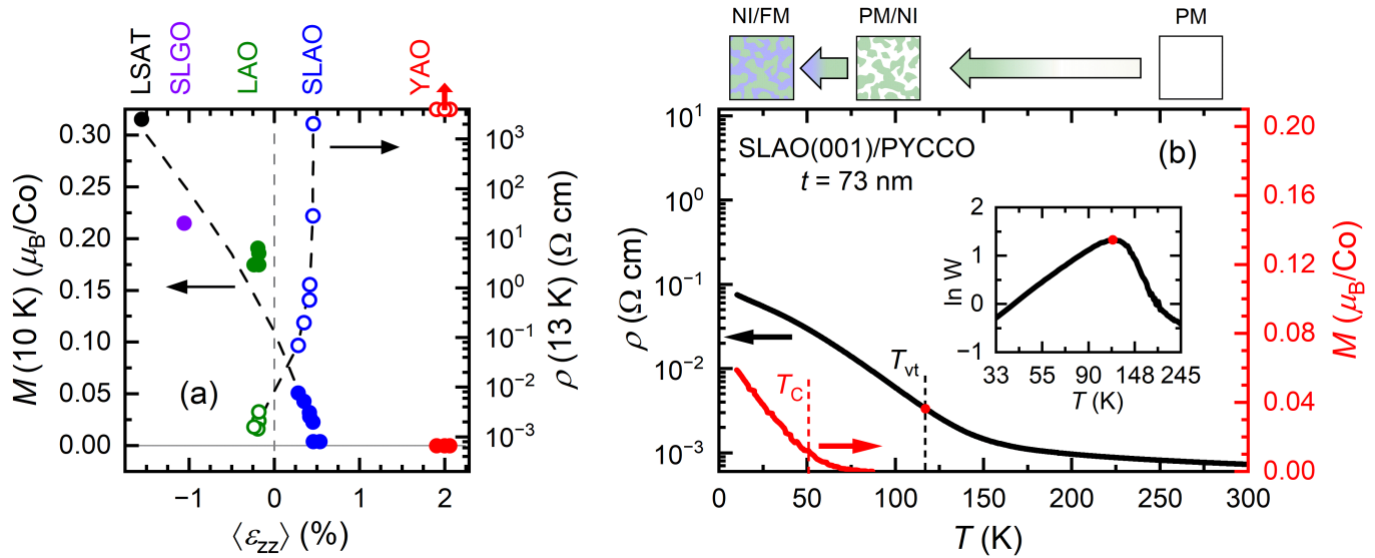 LSAT
SLGO
LAO
SLAO
YAO
0.30
0.25
0.20
0.15
0.10
0.05
0.00
M (10 K) (μB/Co)
10³
10²
10¹
10⁰
10⁻¹
10⁻²
10⁻³
ρ (13 K) (Ω cm)
(a)
−1
0
1
2
⟨εzz⟩ (%)
NI/FM
PM/NI
PM
10¹
10⁰
10⁻¹
10⁻²
10⁻³
ρ (Ω cm)
SLAO(001)/PYCCO
t = 73 nm
(b)
0.20
0.16
0.12
0.08
0.04
0.00
M (μB/Co)
2
1
0
−1
ln W
33 55 90 148 245
T (K)
TC
Tvt
0 50 100 150 200 250 300
T (K)